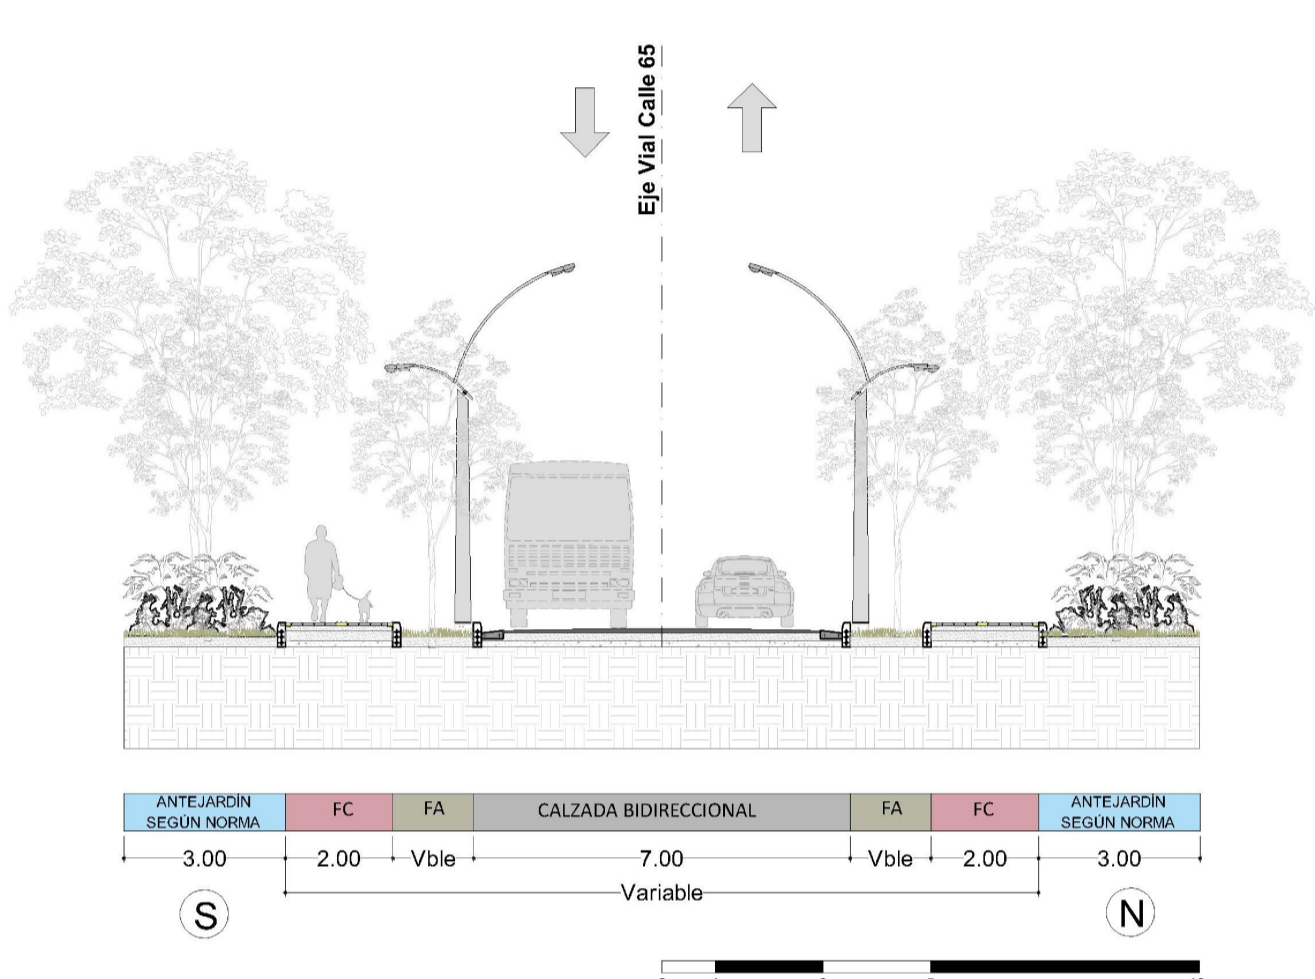 Eje Vial Calle 65
ANTEJARDÍN
SEGÚN NORMA
FC
FA
CALZADA BIDIRECCIONAL
FA
FC
ANTEJARDÍN
SEGÚN NORMA
3.00
2.00
Vble
7.00
Vble
2.00
3.00
Variable
S
N